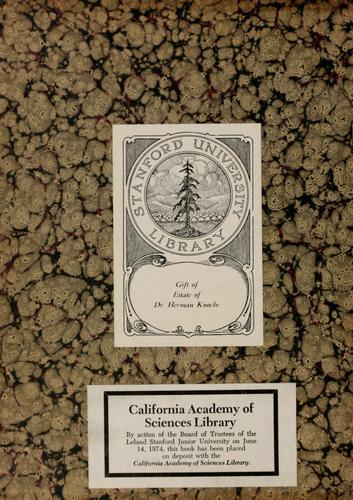 STANFORD UNIVERSITY
LIBRARY
Gift of
Estate of
Dr. Herman Knoche
California Academy of
Sciences Library
By action of the Board of Trustees of the
Leland Stanford Junior University on June
14, 1974, this book has been placed
on deposit with the
California Academy of Sciences Library.